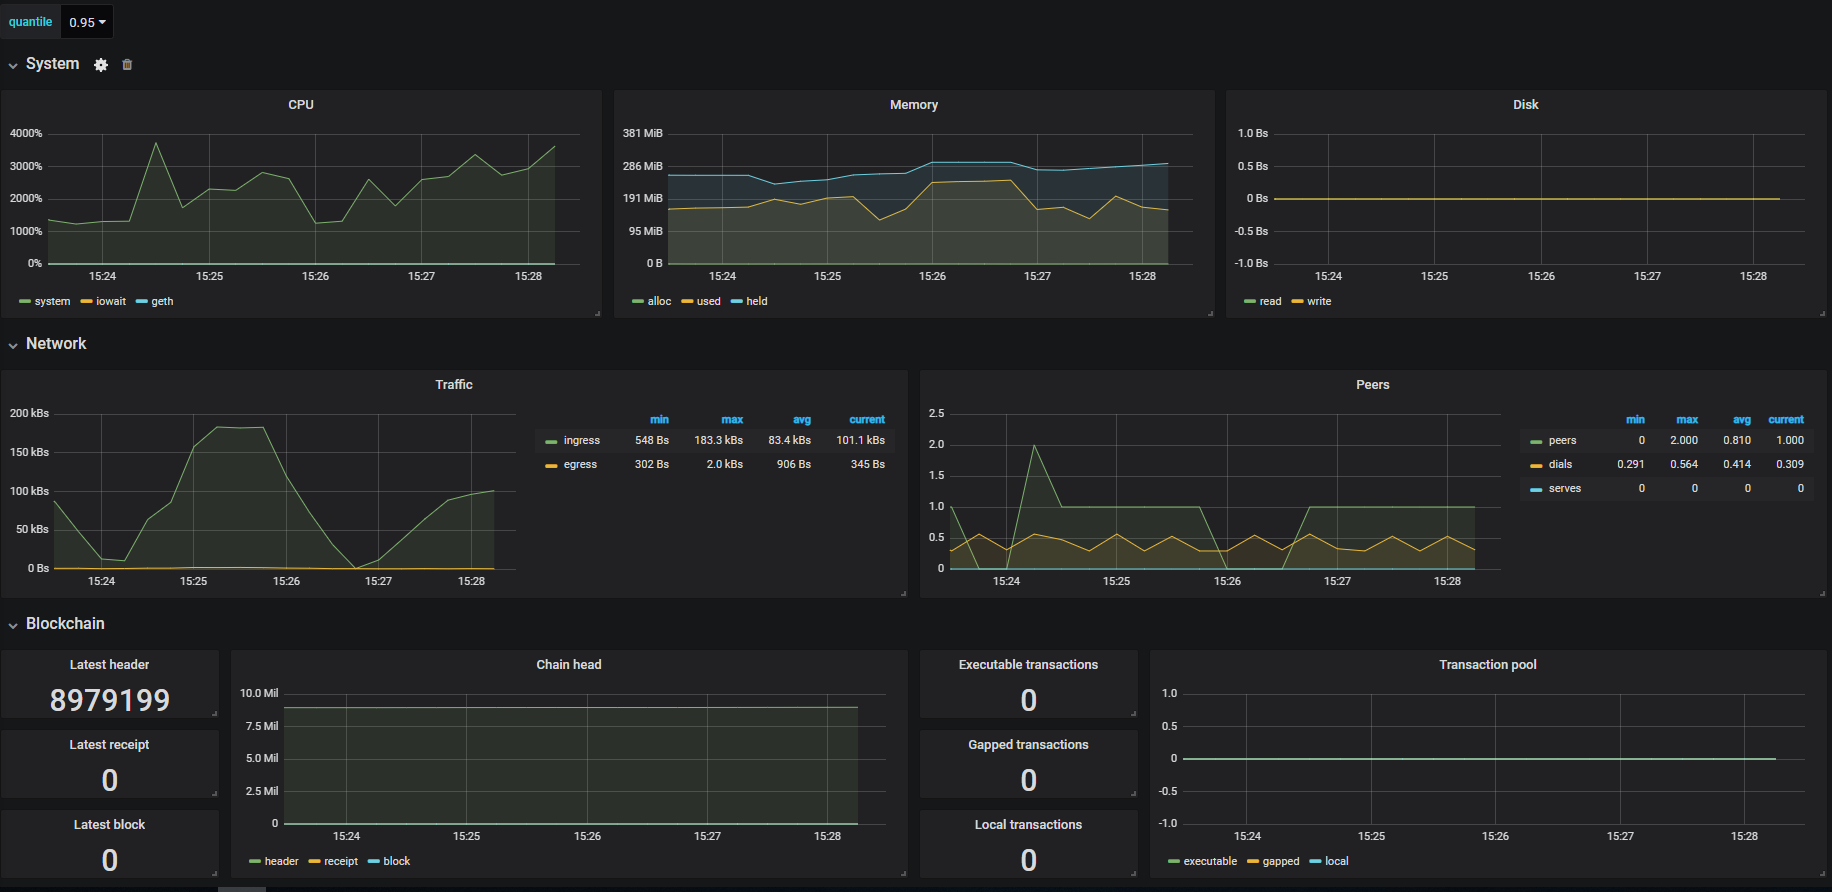 quantile 0.95
System
CPU
4000%
3000%
2000%
1000%
0%
15:24 15:25 15:26 15:27 15:28
system iowait geth
Memory
381 MiB
286 MiB
191 MiB
95 MiB
0 B
15:24 15:25 15:26 15:27 15:28
alloc used held
Disk
1.0 Bs
0.5 Bs
0 Bs
-0.5 Bs
-1.0 Bs
15:24 15:25 15:26 15:27 15:28
read write
Network
Traffic
200 kBs
150 kBs
100 kBs
50 kBs
0 Bs
15:24 15:25 15:26 15:27 15:28
min max avg current
ingress 548 Bs 183.3 kBs 83.4 kBs 101.1 kBs
egress 302 Bs 2.0 kBs 906 Bs 345 Bs
Peers
2.5
2.0
1.5
1.0
0.5
0
15:24 15:25 15:26 15:27 15:28
min max avg current
peers 0 2.000 0.810 1.000
dials 0.291 0.564 0.414 0.309
serves 0 0 0 0
Blockchain
Latest header
8979199
Latest receipt
0
Latest block
0
Chain head
10.0 Mil
7.5 Mil
5.0 Mil
2.5 Mil
0
15:24 15:25 15:26 15:27 15:28
header receipt block
Executable transactions
0
Gapped transactions
0
Local transactions
0
Transaction pool
1.0
0.5
0
-0.5
-1.0
15:24 15:25 15:26 15:27 15:28
executable gapped local